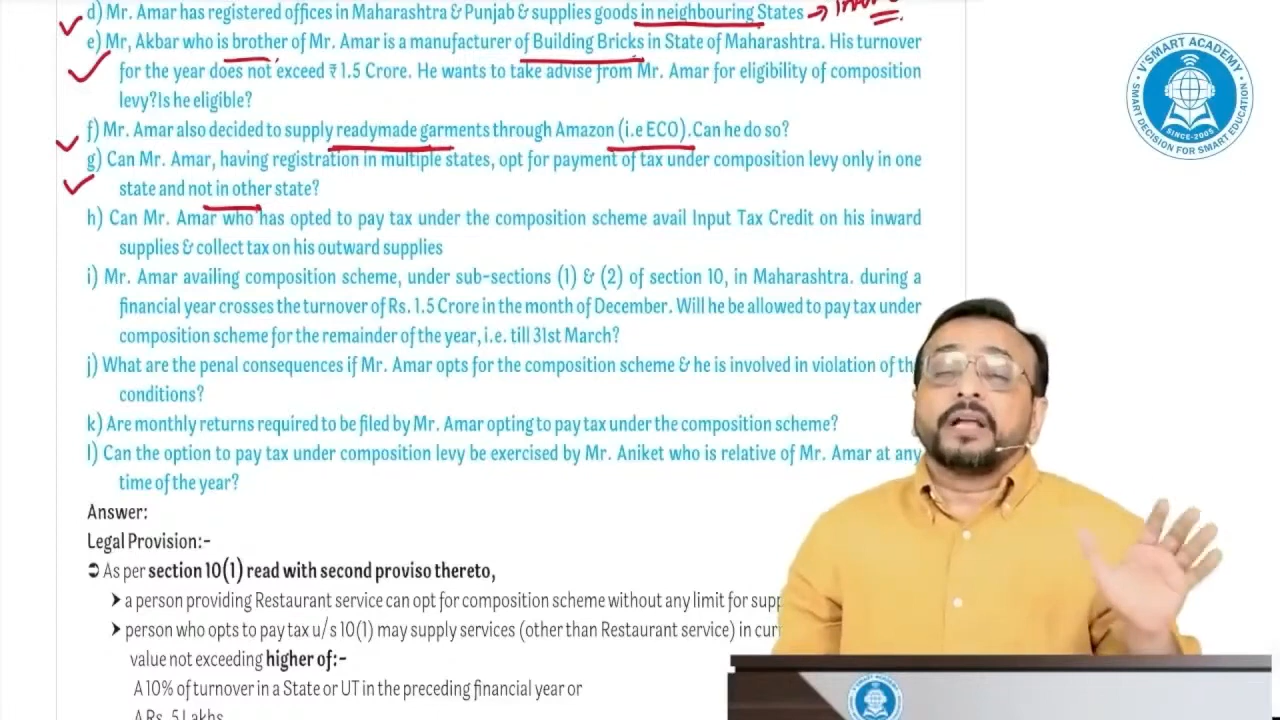 d) Mr. Amar has registered offices in Maharashtra & Punjab & supplies goods in neighbouring States →
e) Mr, Akbar who is brother of Mr. Amar is a manufacturer of Building Bricks in State of Maharashtra. His turnover
for the year does not exceed ₹ 1.5 Crore. He wants to take advise from Mr. Amar for eligibility of composition
levy?Is he eligible?
f) Mr. Amar also decided to supply readymade garments through Amazon (i.e ECO).Can he do so?
g) Can Mr. Amar, having registration in multiple states, opt for payment of tax under composition levy only in one
state and not in other state?
h) Can Mr. Amar who has opted to pay tax under the composition scheme avail Input Tax Credit on his inward
supplies & collect tax on his outward supplies
i) Mr. Amar availing composition scheme, under sub-sections (1) & (2) of section 10, in Maharashtra. during a
financial year crosses the turnover of Rs. 1.5 Crore in the month of December. Will he be allowed to pay tax under
composition scheme for the remainder of the year, i.e. till 31st March?
j) What are the penal consequences if Mr. Amar opts for the composition scheme & he is involved in violation of
conditions?
k) Are monthly returns required to be filed by Mr. Amar opting to pay tax under the composition scheme?
l) Can the option to pay tax under composition levy be exercised by Mr. Aniket who is relative of Mr. Amar at any
time of the year?
Answer:
Legal Provision:-
➲ As per section 10(1) read with second proviso thereto,
➤ a person providing Restaurant service can opt for composition scheme without any limit for
➤ person who opts to pay tax u/s 10(1) may supply services (other than Restaurant service) in
value not exceeding higher of:-
A 10% of turnover in a State or UT in the preceding financial year or
A Rs. 5 Lakhs
V'SMART ACADEMY
SINCE-2005
SMART DECISION FOR SMART EDUCATION